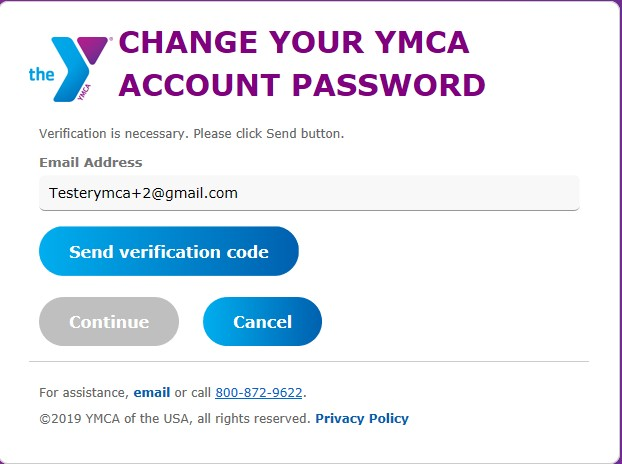 the
YMCA
CHANGE YOUR YMCA
ACCOUNT PASSWORD
Verification is necessary. Please click Send button.
Email Address
Testerymca+2@gmail.com
Send verification code
Continue
Cancel
For assistance, email or call 800-872-9622.
©2019 YMCA of the USA, all rights reserved. Privacy Policy